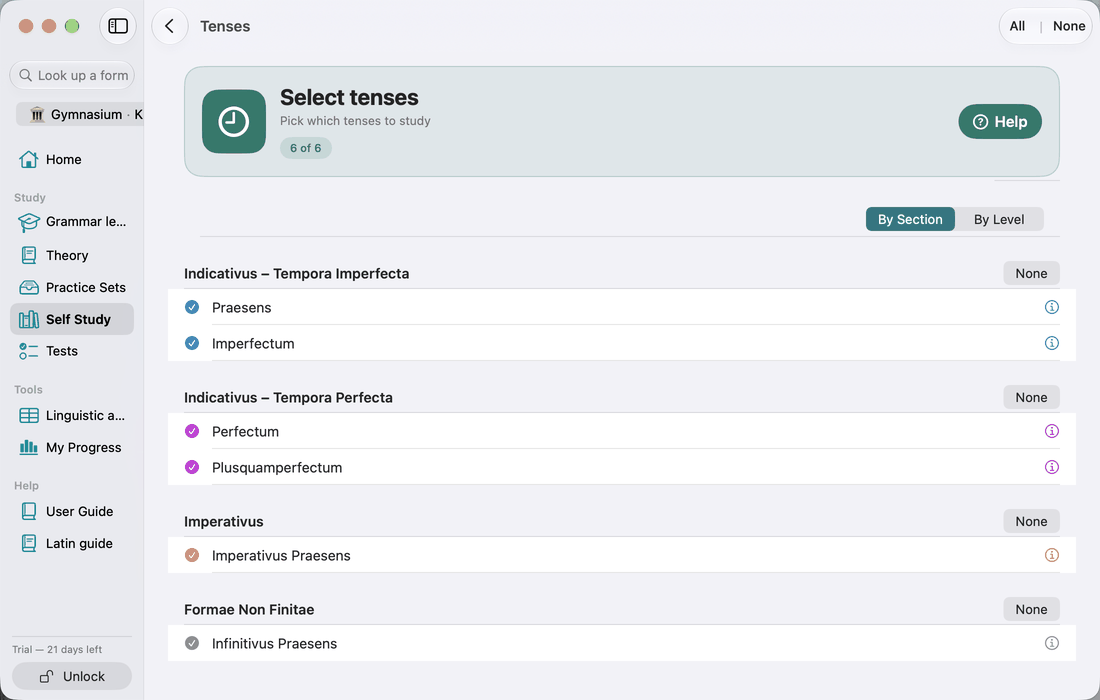 Tenses
All | None
Look up a form
Gymnasium · K
Home
Study
Grammar le...
Theory
Practice Sets
Self Study
Tests
Tools
Linguistic a...
My Progress
Help
User Guide
Latin guide
Trial — 21 days left
Unlock
Select tenses
Pick which tenses to study
6 of 6
Help
By Section
By Level
Indicativus – Tempora Imperfecta
None
Praesens
Imperfectum
Indicativus – Tempora Perfecta
None
Perfectum
Plusquamperfectum
Imperativus
None
Imperativus Praesens
Formae Non Finitae
None
Infinitivus Praesens